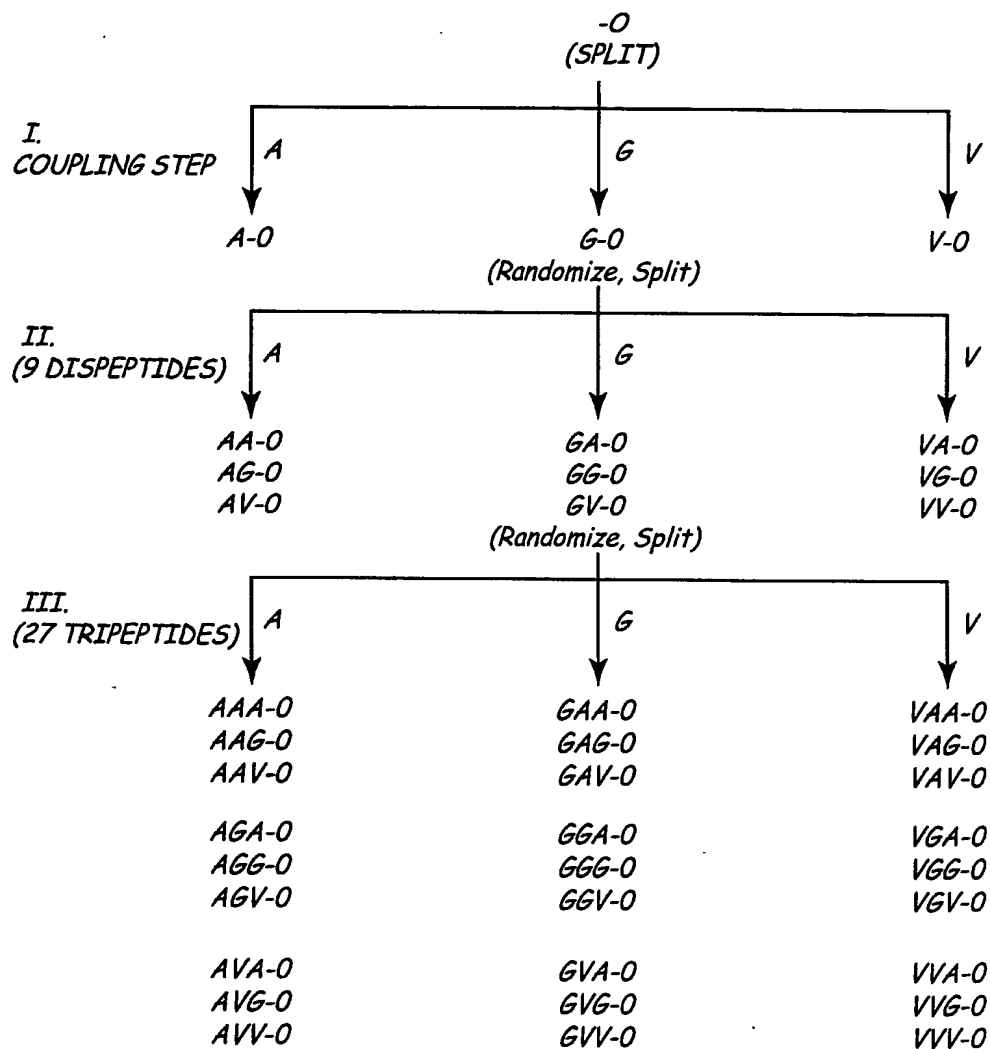 -O
(SPLIT)
I.
COUPLING STEP
A
G
V
A-O
G-O
V-O
(Randomize, Split)
II.
(9 DISPEPTIDES)
A
G
V
AA-O
GA-O
VA-O
AG-O
GG-O
VG-O
AV-O
GV-O
VV-O
(Randomize, Split)
III.
(27 TRIPEPTIDES)
A
G
V
AAA-O
GAA-O
VAA-O
AAG-O
GAG-O
VAG-O
AAV-O
GAV-O
VAV-O
AGA-O
GGA-O
VGA-O
AGG-O
GGG-O
VGG-O
AGV-O
GGV-O
VGV-O
AVA-O
GVA-O
VVA-O
AVG-O
GVG-O
VVG-O
AVV-O
GVV-O
VVV-O